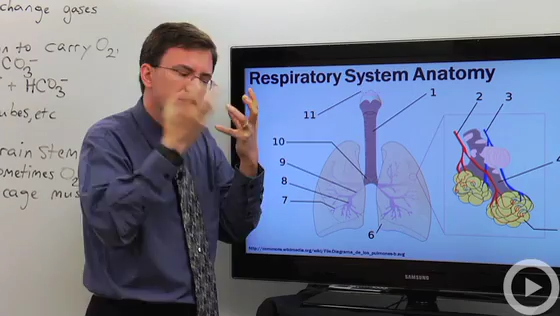 change gases
n to carry O₂
CO₃⁻
+ HCO₃⁻
ubes, etc
rain stem
ometimes O₂
cage mus
Respiratory System Anatomy
1
2
3
11
10
9
8
7
6
4
SAMSUNG